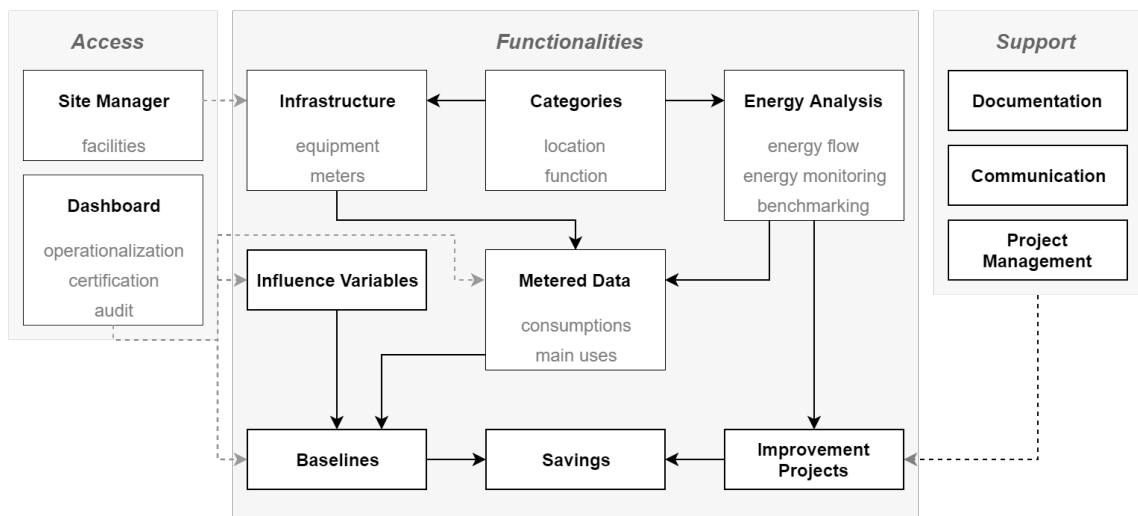 Access
Site Manager
facilities
Dashboard
operationalization
certification
audit
Functionalities
Infrastructure
equipment
meters
Categories
location
function
Energy Analysis
energy flow
energy monitoring
benchmarking
Influence Variables
Metered Data
consumptions
main uses
Baselines
Savings
Improvement
Projects
Support
Documentation
Communication
Project
Management